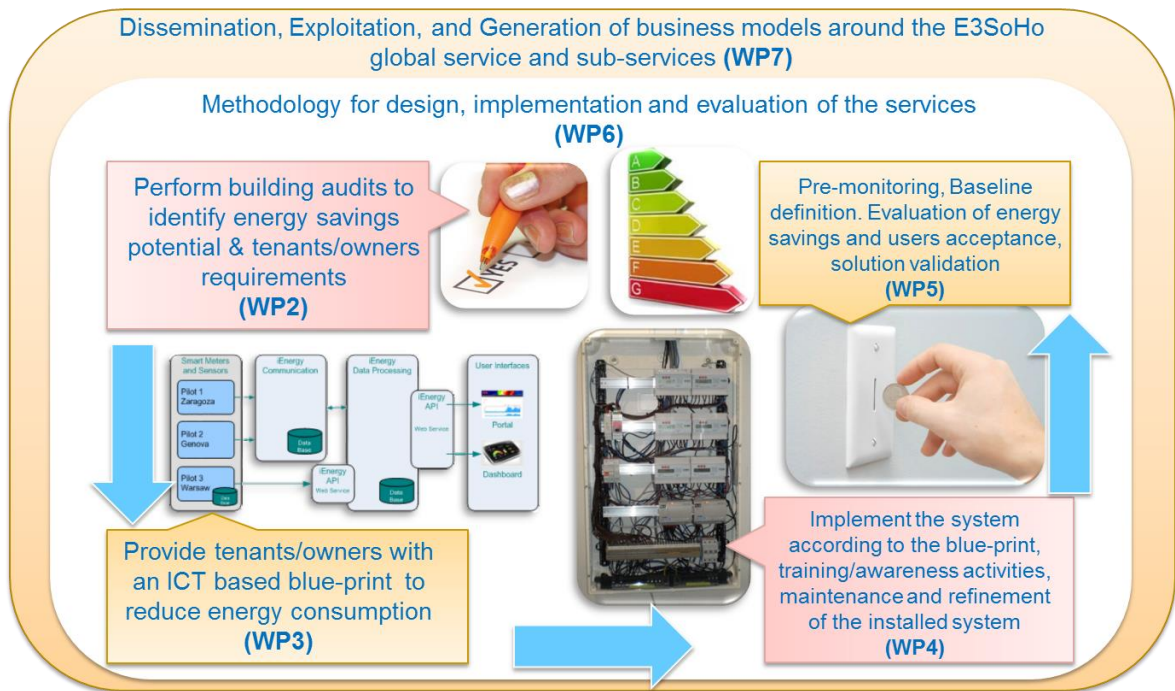 Dissemination, Exploitation, and Generation of business models around the E3SoHo
global service and sub-services (WP7)
Methodology for design, implementation and evaluation of the services
(WP6)
Perform building audits to
identify energy savings
potential & tenants/owners
requirements
(WP2)
YES
A
B
C
D
E
F
G
Pre-monitoring, Baseline
definition. Evaluation of energy
savings and users acceptance,
solution validation
(WP5)
Smart Meters
and Sensors
Pilot 1
Zaragoza
Pilot 2
Genova
Pilot 3
Warsaw
Data
Base
iEnergy
Communication
Data
Base
iEnergy
API
Web Service
iEnergy
Data Processing
iEnergy
API
Web Service
Data
Base
User Interfaces
Portal
Dashboard
Provide tenants/owners with
an ICT based blue-print to
reduce energy consumption
(WP3)
Implement the system
according to the blue-print,
training/awareness activities,
maintenance and refinement
of the installed system
(WP4)